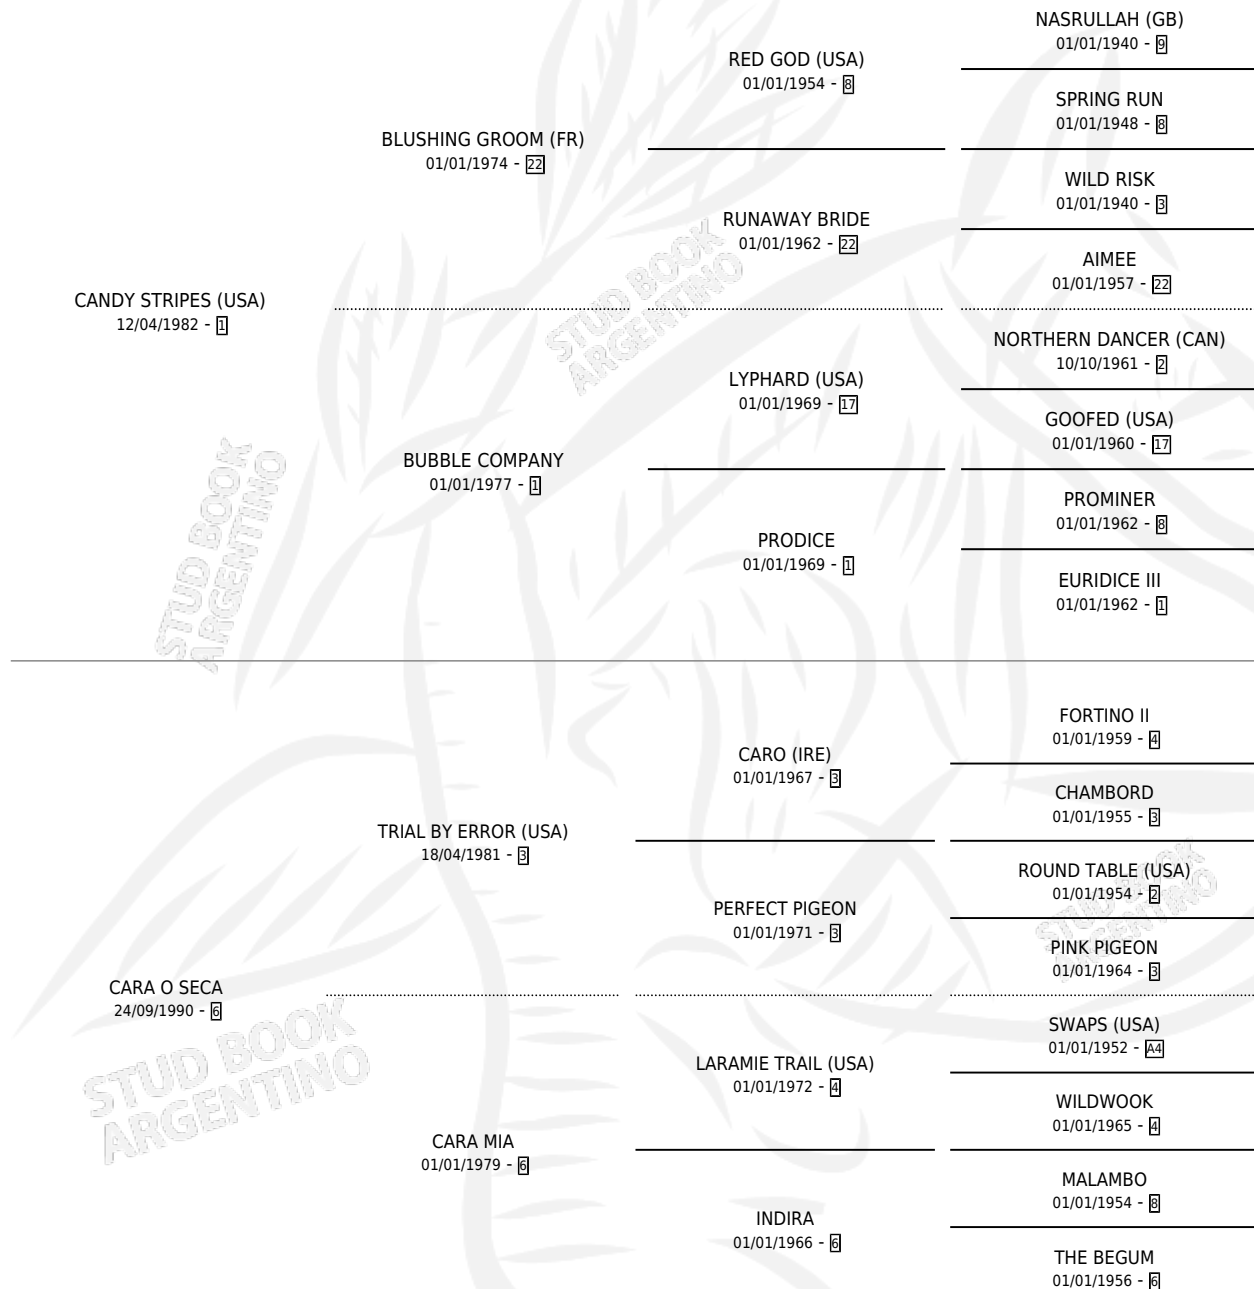 NASRULLAH (GB)
01/01/1940 - 9
RED GOD (USA)
01/01/1954 - 8
SPRING RUN
01/01/1948 - 8
BLUSHING GROOM (FR)
01/01/1974 - 22
WILD RISK
01/01/1940 - 3
RUNAWAY BRIDE
01/01/1962 - 22
AIMEE
01/01/1957 - 22
CANDY STRIPES (USA)
12/04/1982 - 1
NORTHERN DANCER (CAN)
10/10/1961 - 2
LYPHARD (USA)
01/01/1969 - 17
GOOFED (USA)
01/01/1960 - 17
BUBBLE COMPANY
01/01/1977 - 1
PROMINER
01/01/1962 - 8
PRODICE
01/01/1969 - 1
EURIDICE III
01/01/1962 - 1
FORTINO II
01/01/1959 - 4
CARO (IRE)
01/01/1967 - 3
CHAMBORD
01/01/1955 - 3
TRIAL BY ERROR (USA)
18/04/1981 - 3
ROUND TABLE (USA)
01/01/1954 - 2
PERFECT PIGEON
01/01/1971 - 3
PINK PIGEON
01/01/1964 - 3
CARA O SECA
24/09/1990 - 6
SWAPS (USA)
01/01/1952 - A4
LARAMIE TRAIL (USA)
01/01/1972 - 4
WILDWOOK
01/01/1965 - 4
CARA MIA
01/01/1979 - 6
MALAMBO
01/01/1954 - 8
INDIRA
01/01/1966 - 6
THE BEGUM
01/01/1956 - 6
STUD BOOK
ARGENTINO
STUD BOOK
ARGENTINO
STUD BOOK
ARGENTINO
STUD BOOK
ARGENTINO